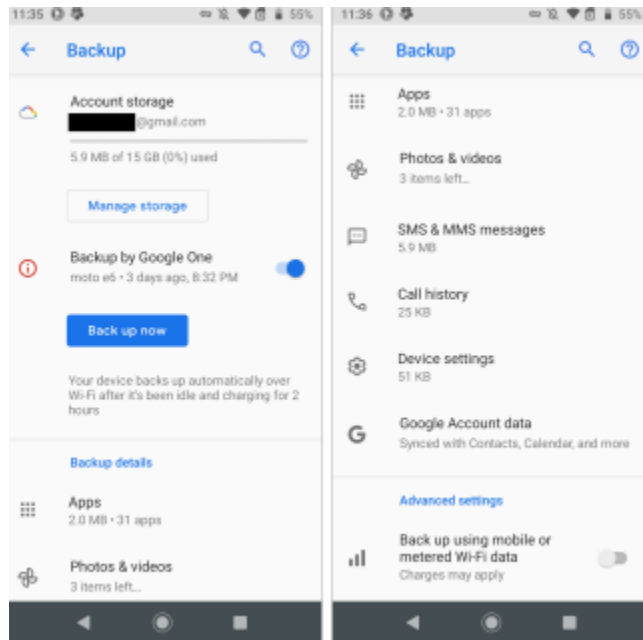 11:35
55%
Backup
Account storage
@gmail.com
5.9 MB of 15 GB (0%) used
Manage storage
Backup by Google One
moto e6 • 3 days ago, 8:32 PM
Back up now
Your device backs up automatically over
Wi-Fi after it's been idle and charging for 2
hours
Backup details
Apps
2.0 MB • 31 apps
Photos & videos
3 items left...
11:36
55%
Backup
Apps
2.0 MB • 31 apps
Photos & videos
3 items left...
SMS & MMS messages
5.9 MB
Call history
25 KB
Device settings
51 KB
Google Account data
Synced with Contacts, Calendar, and more
Advanced settings
Back up using mobile or
metered Wi-Fi data
Charges may apply